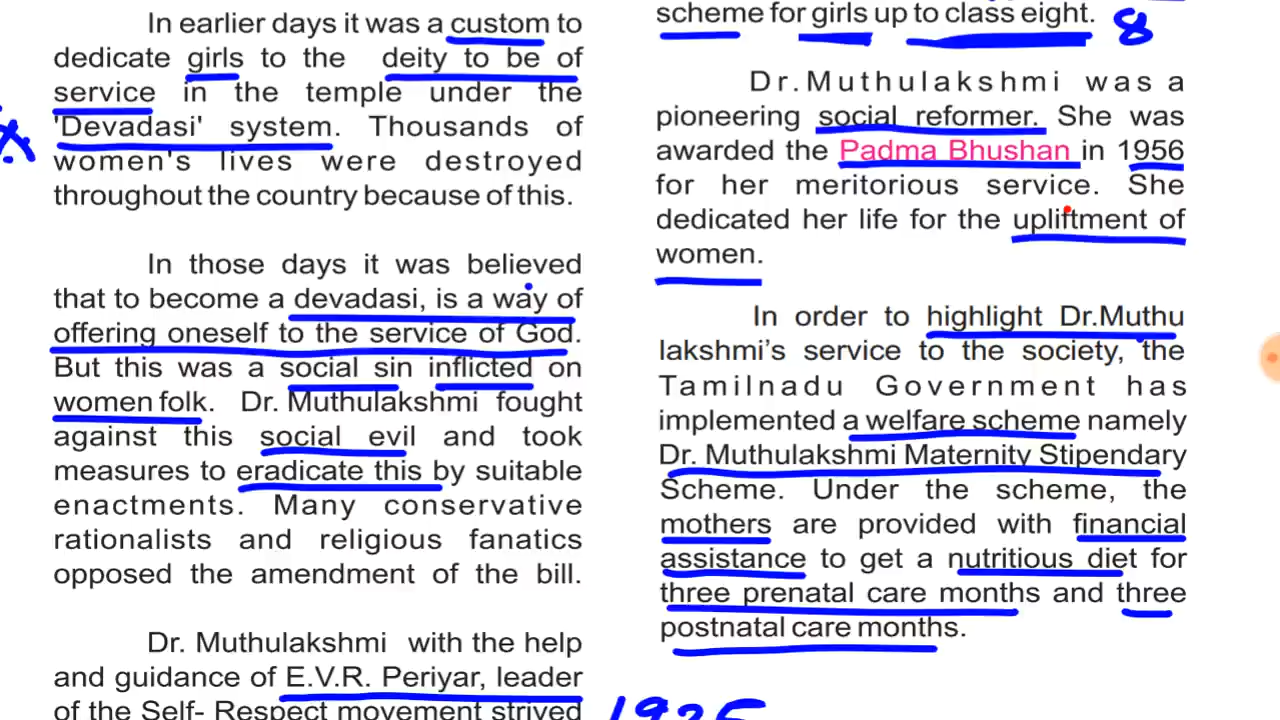 In earlier days it was a custom to
dedicate girls to the deity to be of
service in the temple under the
'Devadasi' system. Thousands of
women's lives were destroyed
throughout the country because of this.
In those days it was believed
that to become a devadasi, is a way of
offering oneself to the service of God.
But this was a social sin inflicted on
women folk. Dr. Muthulakshmi fought
against this social evil and took
measures to eradicate this by suitable
enactments. Many conservative
rationalists and religious fanatics
opposed the amendment of the bill.
Dr. Muthulakshmi with the help
and guidance of E.V.R. Periyar, leader
of the Self- Respect movement strived
1925
scheme for girls up to class eight.
8
Dr.Muthulakshmi was a
pioneering social reformer. She was
awarded the Padma Bhushan in 1956
for her meritorious service. She
dedicated her life for the upliftment of
women.
In order to highlight Dr.Muthu
lakshmi's service to the society, the
Tamilnadu Government has
implemented a welfare scheme namely
Dr. Muthulakshmi Maternity Stipendary
Scheme. Under the scheme, the
mothers are provided with financial
assistance to get a nutritious diet for
three prenatal care months and three
postnatal care months.